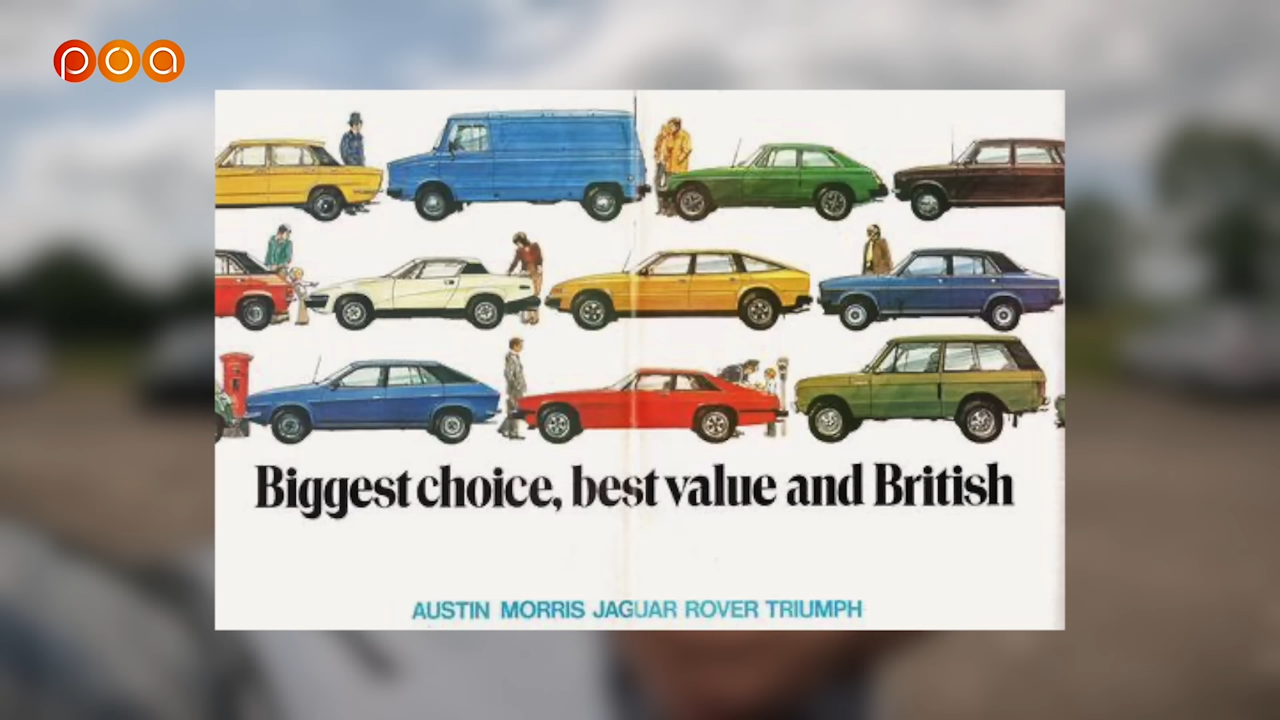 poa
Biggest choice, best value and British
AUSTIN MORRIS JAGUAR ROVER TRIUMPH